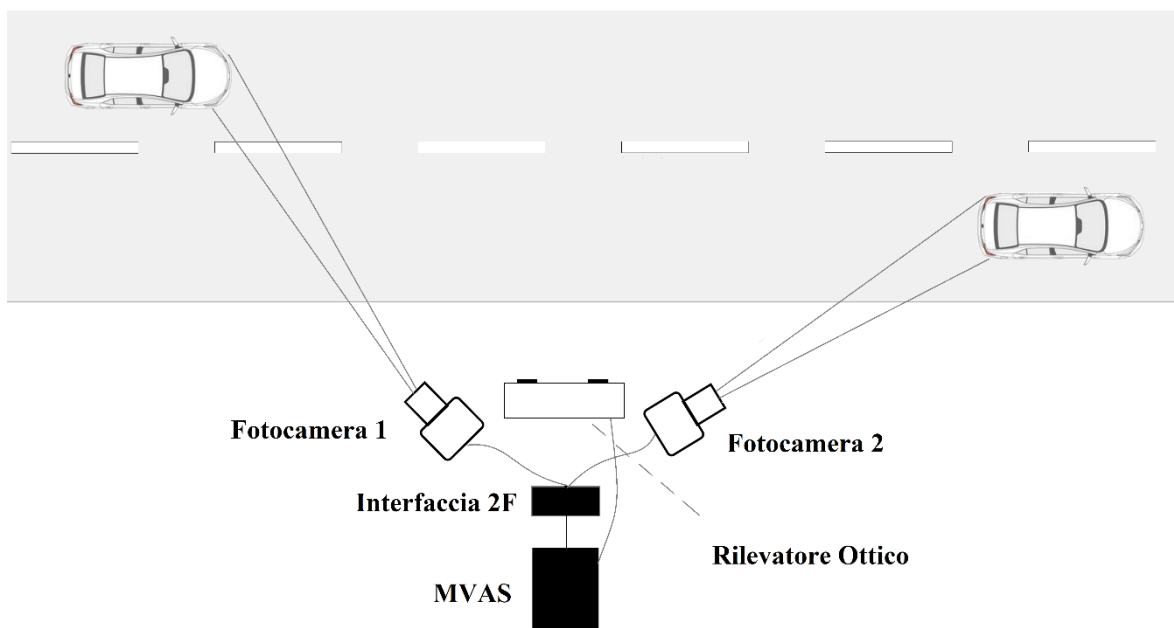 Fotocamera 1
Fotocamera 2
Interfaccia 2F
Rilevatore Ottico
MVAS